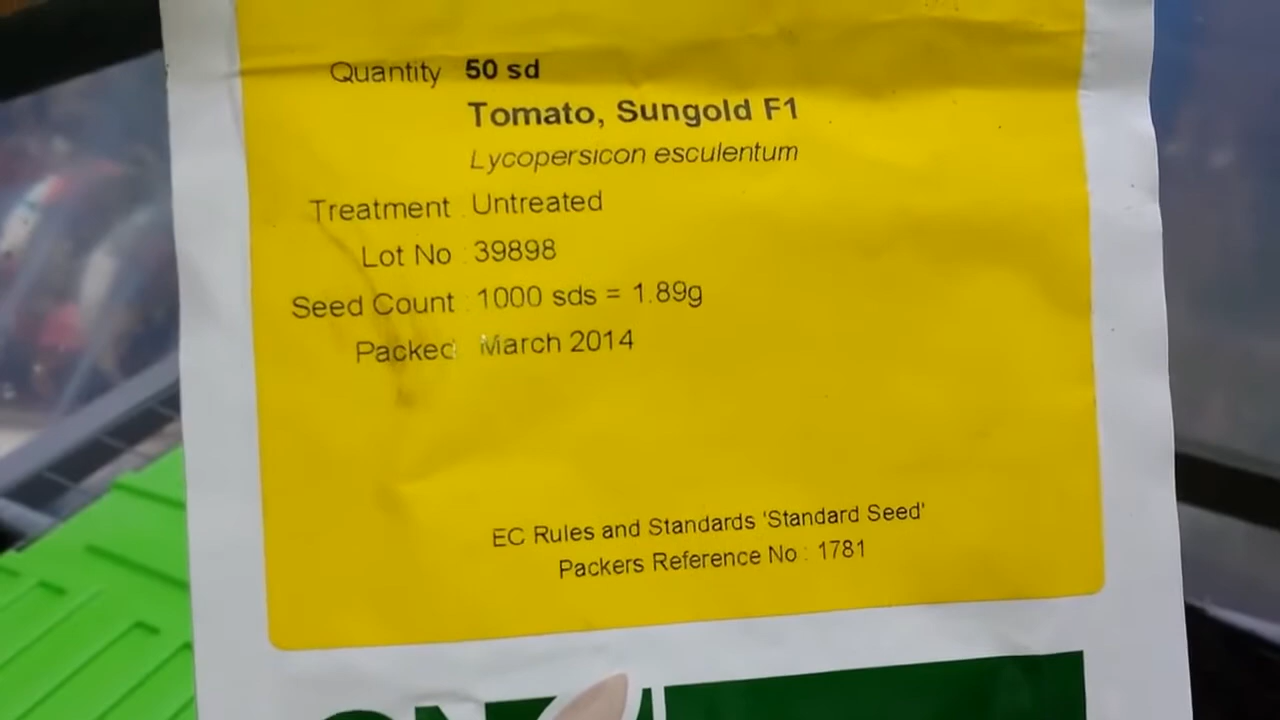 Quantity 50 sd
Tomato, Sungold F1
Lycopersicon esculentum
Treatment : Untreated
Lot No : 39898
Seed Count : 1000 sds = 1.89g
Packed March 2014
EC Rules and Standards 'Standard Seed'
Packers Reference No : 1781